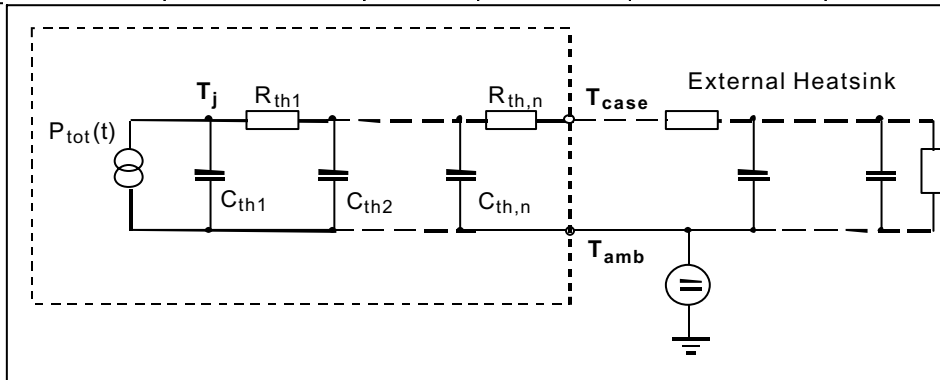 External Heatsink
T_j
R_th1
R_th,n
T_case
P_tot(t)
C_th1
C_th2
C_th,n
T_amb